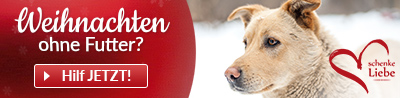 Weihnachten
ohne Futter?
Hilf JETZT!
schenke
Liebe